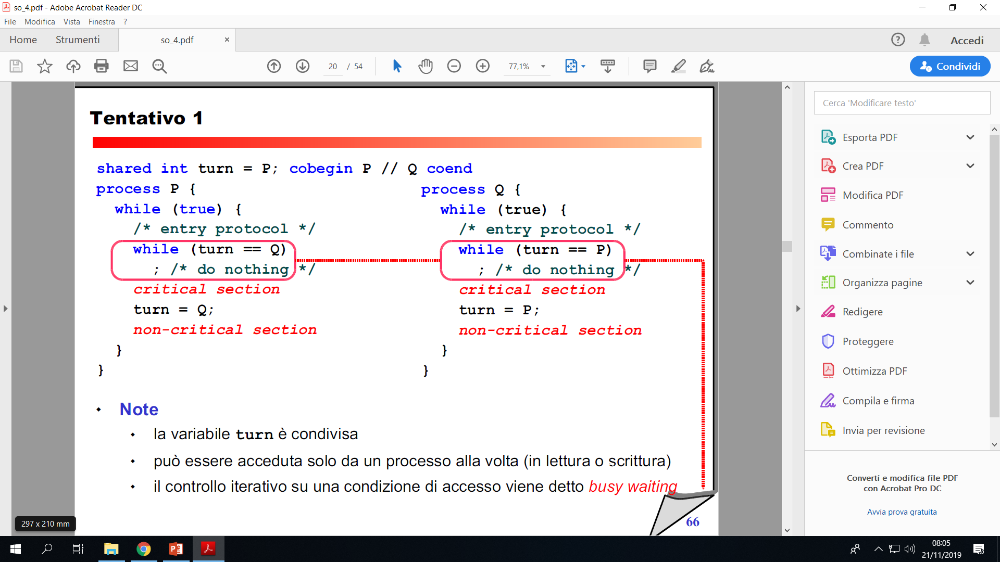 so_4.pdf - Adobe Acrobat Reader DC
File Modifica Vista Finestra ?
Home Strumenti so_4.pdf × Accedi
20 / 54 77,1% Condividi
Tentativo 1
shared int turn = P; cobegin P // Q coend
process P {
while (true) {
/* entry protocol */
while (turn == Q)
; /* do nothing */
critical section
turn = Q;
non-critical section
}
}
process Q {
while (true) {
/* entry protocol */
while (turn == P)
; /* do nothing */
critical section
turn = P;
non-critical section
}
}
• Note
• la variabile turn è condivisa
• può essere acceduta solo da un processo alla volta (in lettura o scrittura)
• il controllo iterativo su una condizione di accesso viene detto busy waiting
66
297 x 210 mm
Cerca 'Modificare testo'
Esporta PDF
Crea PDF
Modifica PDF
Commento
Combinate i file
Organizza pagine
Redigere
Proteggere
Ottimizza PDF
Compila e firma
Invia per revisione
Converti e modifica file PDF
con Acrobat Pro DC
Avvia prova gratuita
08:05
21/11/2019